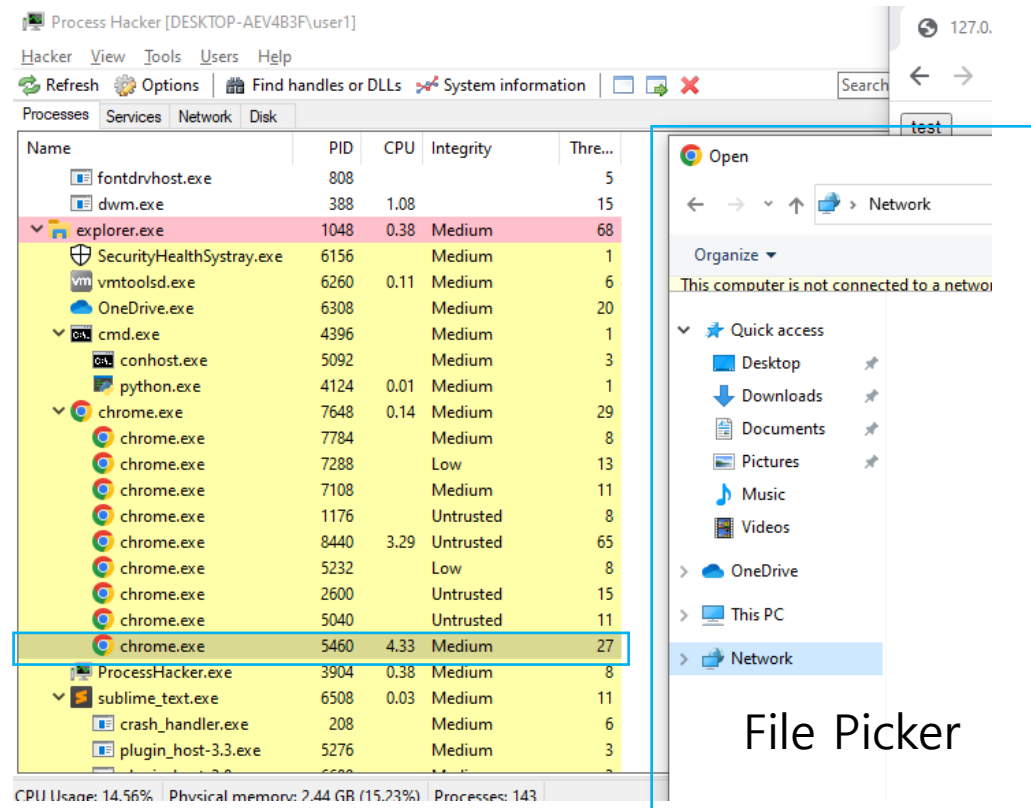 Process Hacker [DESKTOP-AEV4B3F\user1]
Hacker View Tools Users Help
Refresh Options Find handles or DLLs System information Search
Processes Services Network Disk
Name PID CPU Integrity Thre...
fontdrvhost.exe 808 5
dwm.exe 388 1.08 15
explorer.exe 1048 0.38 Medium 68
SecurityHealthSystray.exe 6156 Medium 1
vm vmtoolsd.exe 6260 0.11 Medium 6
OneDrive.exe 6308 Medium 20
cmd.exe 4396 Medium 1
conhost.exe 5092 Medium 3
python.exe 4124 0.01 Medium 1
chrome.exe 7648 0.14 Medium 29
chrome.exe 7784 Medium 8
chrome.exe 7288 Low 13
chrome.exe 7108 Medium 11
chrome.exe 1176 Untrusted 8
chrome.exe 8440 3.29 Untrusted 65
chrome.exe 5232 Low 8
chrome.exe 2600 Untrusted 15
chrome.exe 5040 Untrusted 11
chrome.exe 5460 4.33 Medium 27
ProcessHacker.exe 3904 0.38 Medium 8
sublime_text.exe 6508 0.03 Medium 11
crash_handler.exe 208 Medium 6
plugin_host-3.3.exe 5276 Medium 3
CPU Usage: 14.56% Physical memory: 2.44 GB (15.23%) Processes: 143
127.0.
test
Open
Network
Organize
This computer is not connected to a networ
Quick access
Desktop
Downloads
Documents
Pictures
Music
Videos
OneDrive
This PC
Network
File Picker